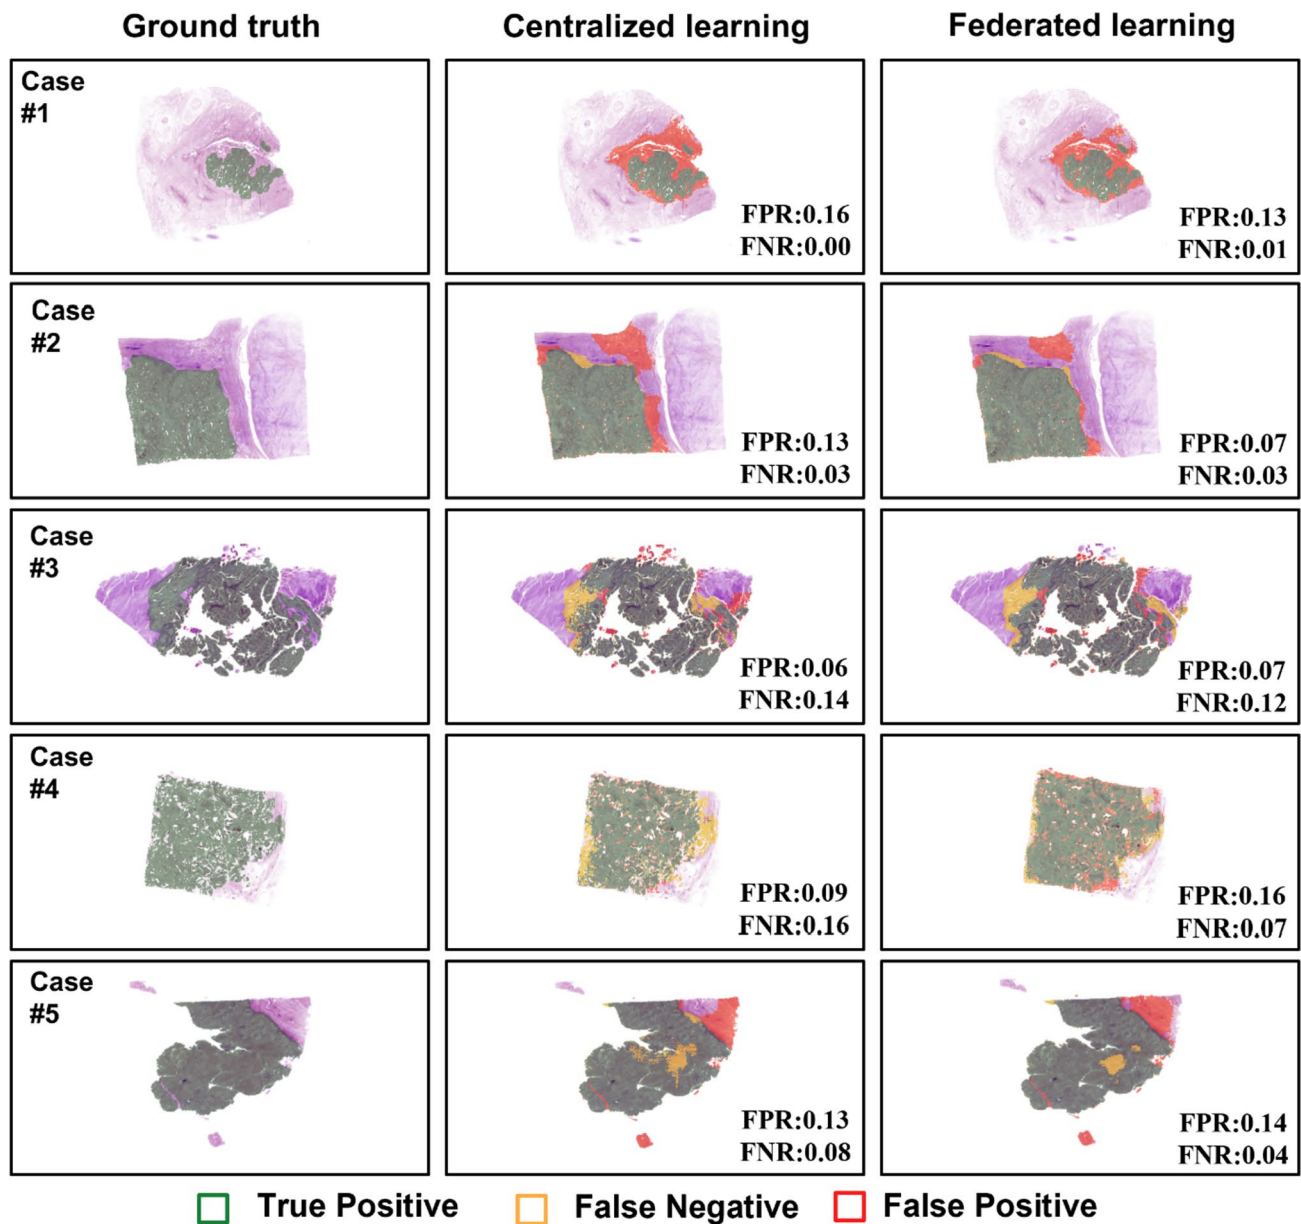 Ground truth
Centralized learning
Federated learning
Case
#1
FPR:0.16
FNR:0.00
FPR:0.13
FNR:0.01
Case
#2
FPR:0.13
FNR:0.03
FPR:0.07
FNR:0.03
Case
#3
FPR:0.06
FNR:0.14
FPR:0.07
FNR:0.12
Case
#4
FPR:0.09
FNR:0.16
FPR:0.16
FNR:0.07
Case
#5
FPR:0.13
FNR:0.08
FPR:0.14
FNR:0.04
True Positive
False Negative
False Positive